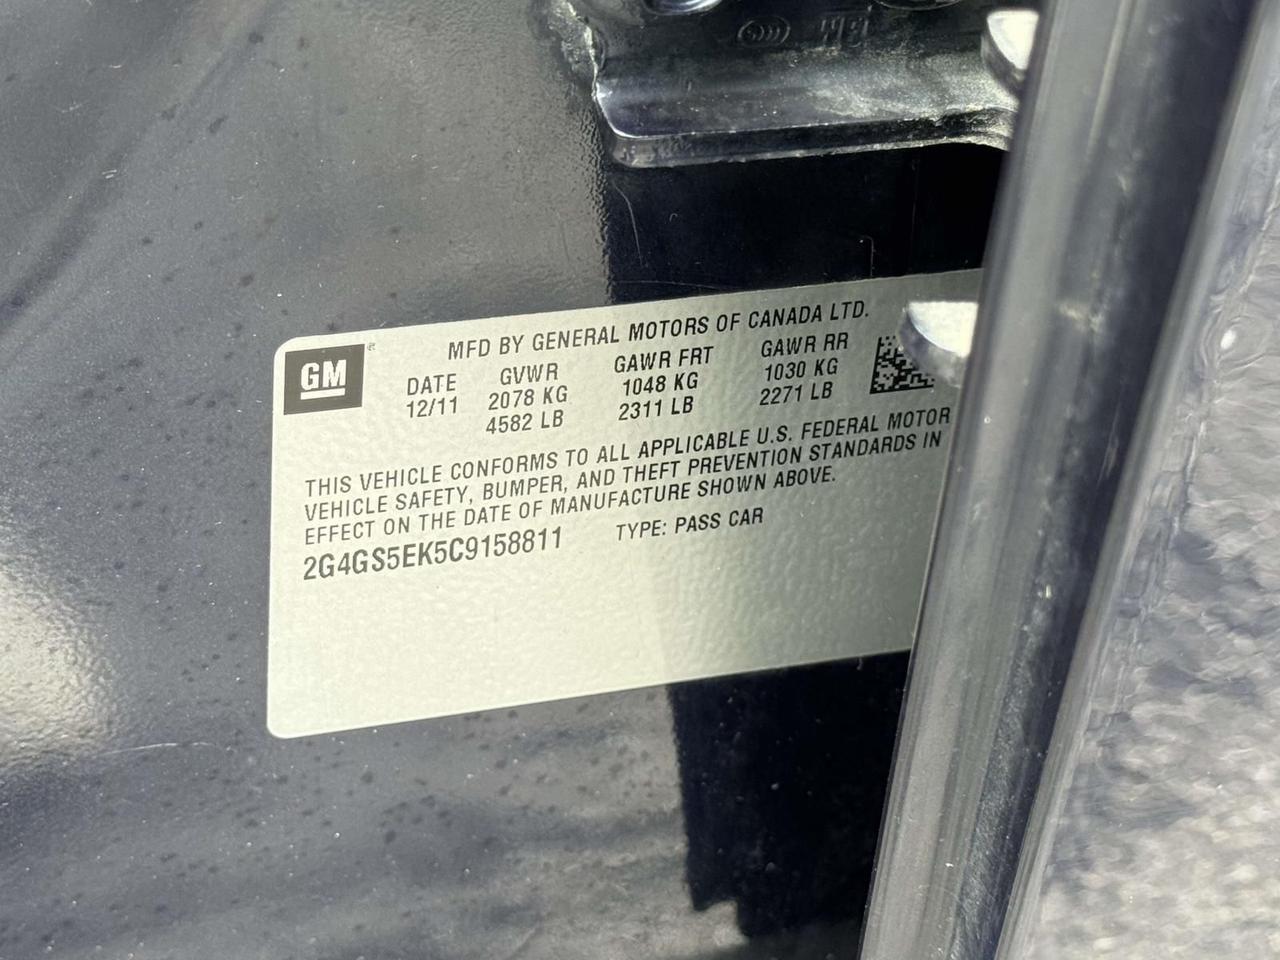 GM
MFD BY GENERAL MOTORS OF CANADA LTD.
DATE GVWR GAWR FRT GAWR RR
12/11 2078 KG 1048 KG 1030 KG
4582 LB 2311 LB 2271 LB
THIS VEHICLE CONFORMS TO ALL APPLICABLE U.S. FEDERAL MOTOR
VEHICLE SAFETY, BUMPER, AND THEFT PREVENTION STANDARDS IN
EFFECT ON THE DATE OF MANUFACTURE SHOWN ABOVE.
2G4GS5EK5C9158811 TYPE: PASS CAR